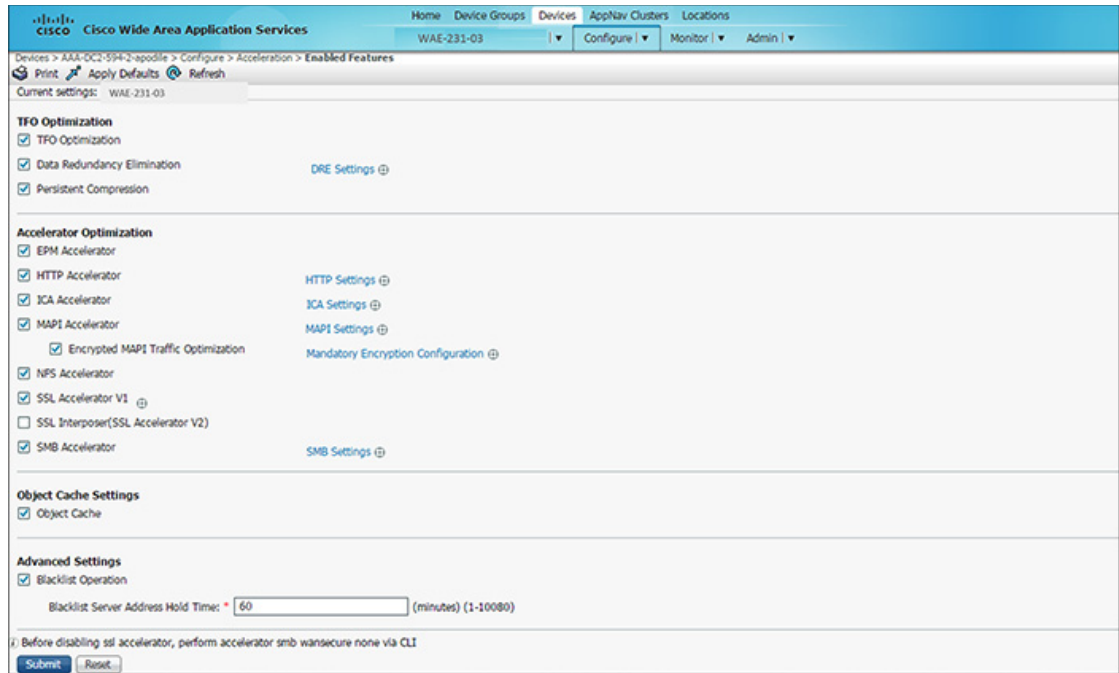 Home Device Groups Devices AppNav Clusters Locations
CISCO Cisco Wide Area Application Services
WAE-231-03 Configure Monitor Admin
Devices > AAA-DC2-594-2-apodile > Configure > Acceleration > Enabled Features
Print Apply Defaults Refresh
Current settings: WAE-231-03
TFO Optimization
TFO Optimization
Data Redundancy Elimination DRE Settings
Persistent Compression
Accelerator Optimization
EPM Accelerator
HTTP Accelerator HTTP Settings
ICA Accelerator ICA Settings
MAPI Accelerator MAPI Settings
Encrypted MAPI Traffic Optimization Mandatory Encryption Configuration
NFS Accelerator
SSL Accelerator V1
SSL Interposer(SSL Accelerator V2)
SMB Accelerator SMB Settings
Object Cache Settings
Object Cache
Advanced Settings
Blacklist Operation
Blacklist Server Address Hold Time: * 60 (minutes) (1-10080)
Before disabling ssl accelerator, perform accelerator smb wansecure none via CLI
Submit Reset